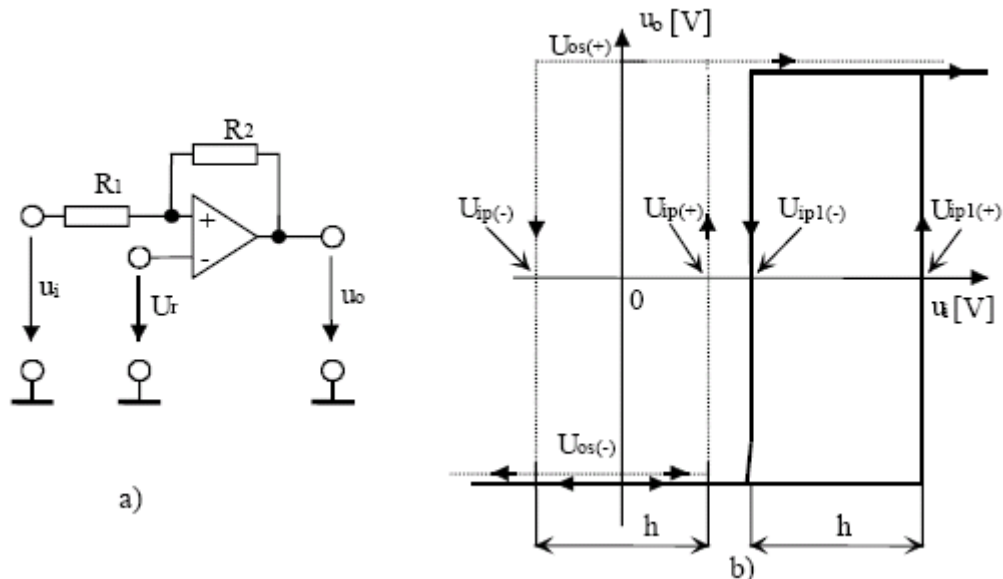 R2
R1
+
-
ui
Ur
uo
a)
uo [V]
Uos(+)
Uip(-)
Uip(+)
Uip1(-)
Uip1(+)
0
ui [V]
Uos(-)
h
h
b)